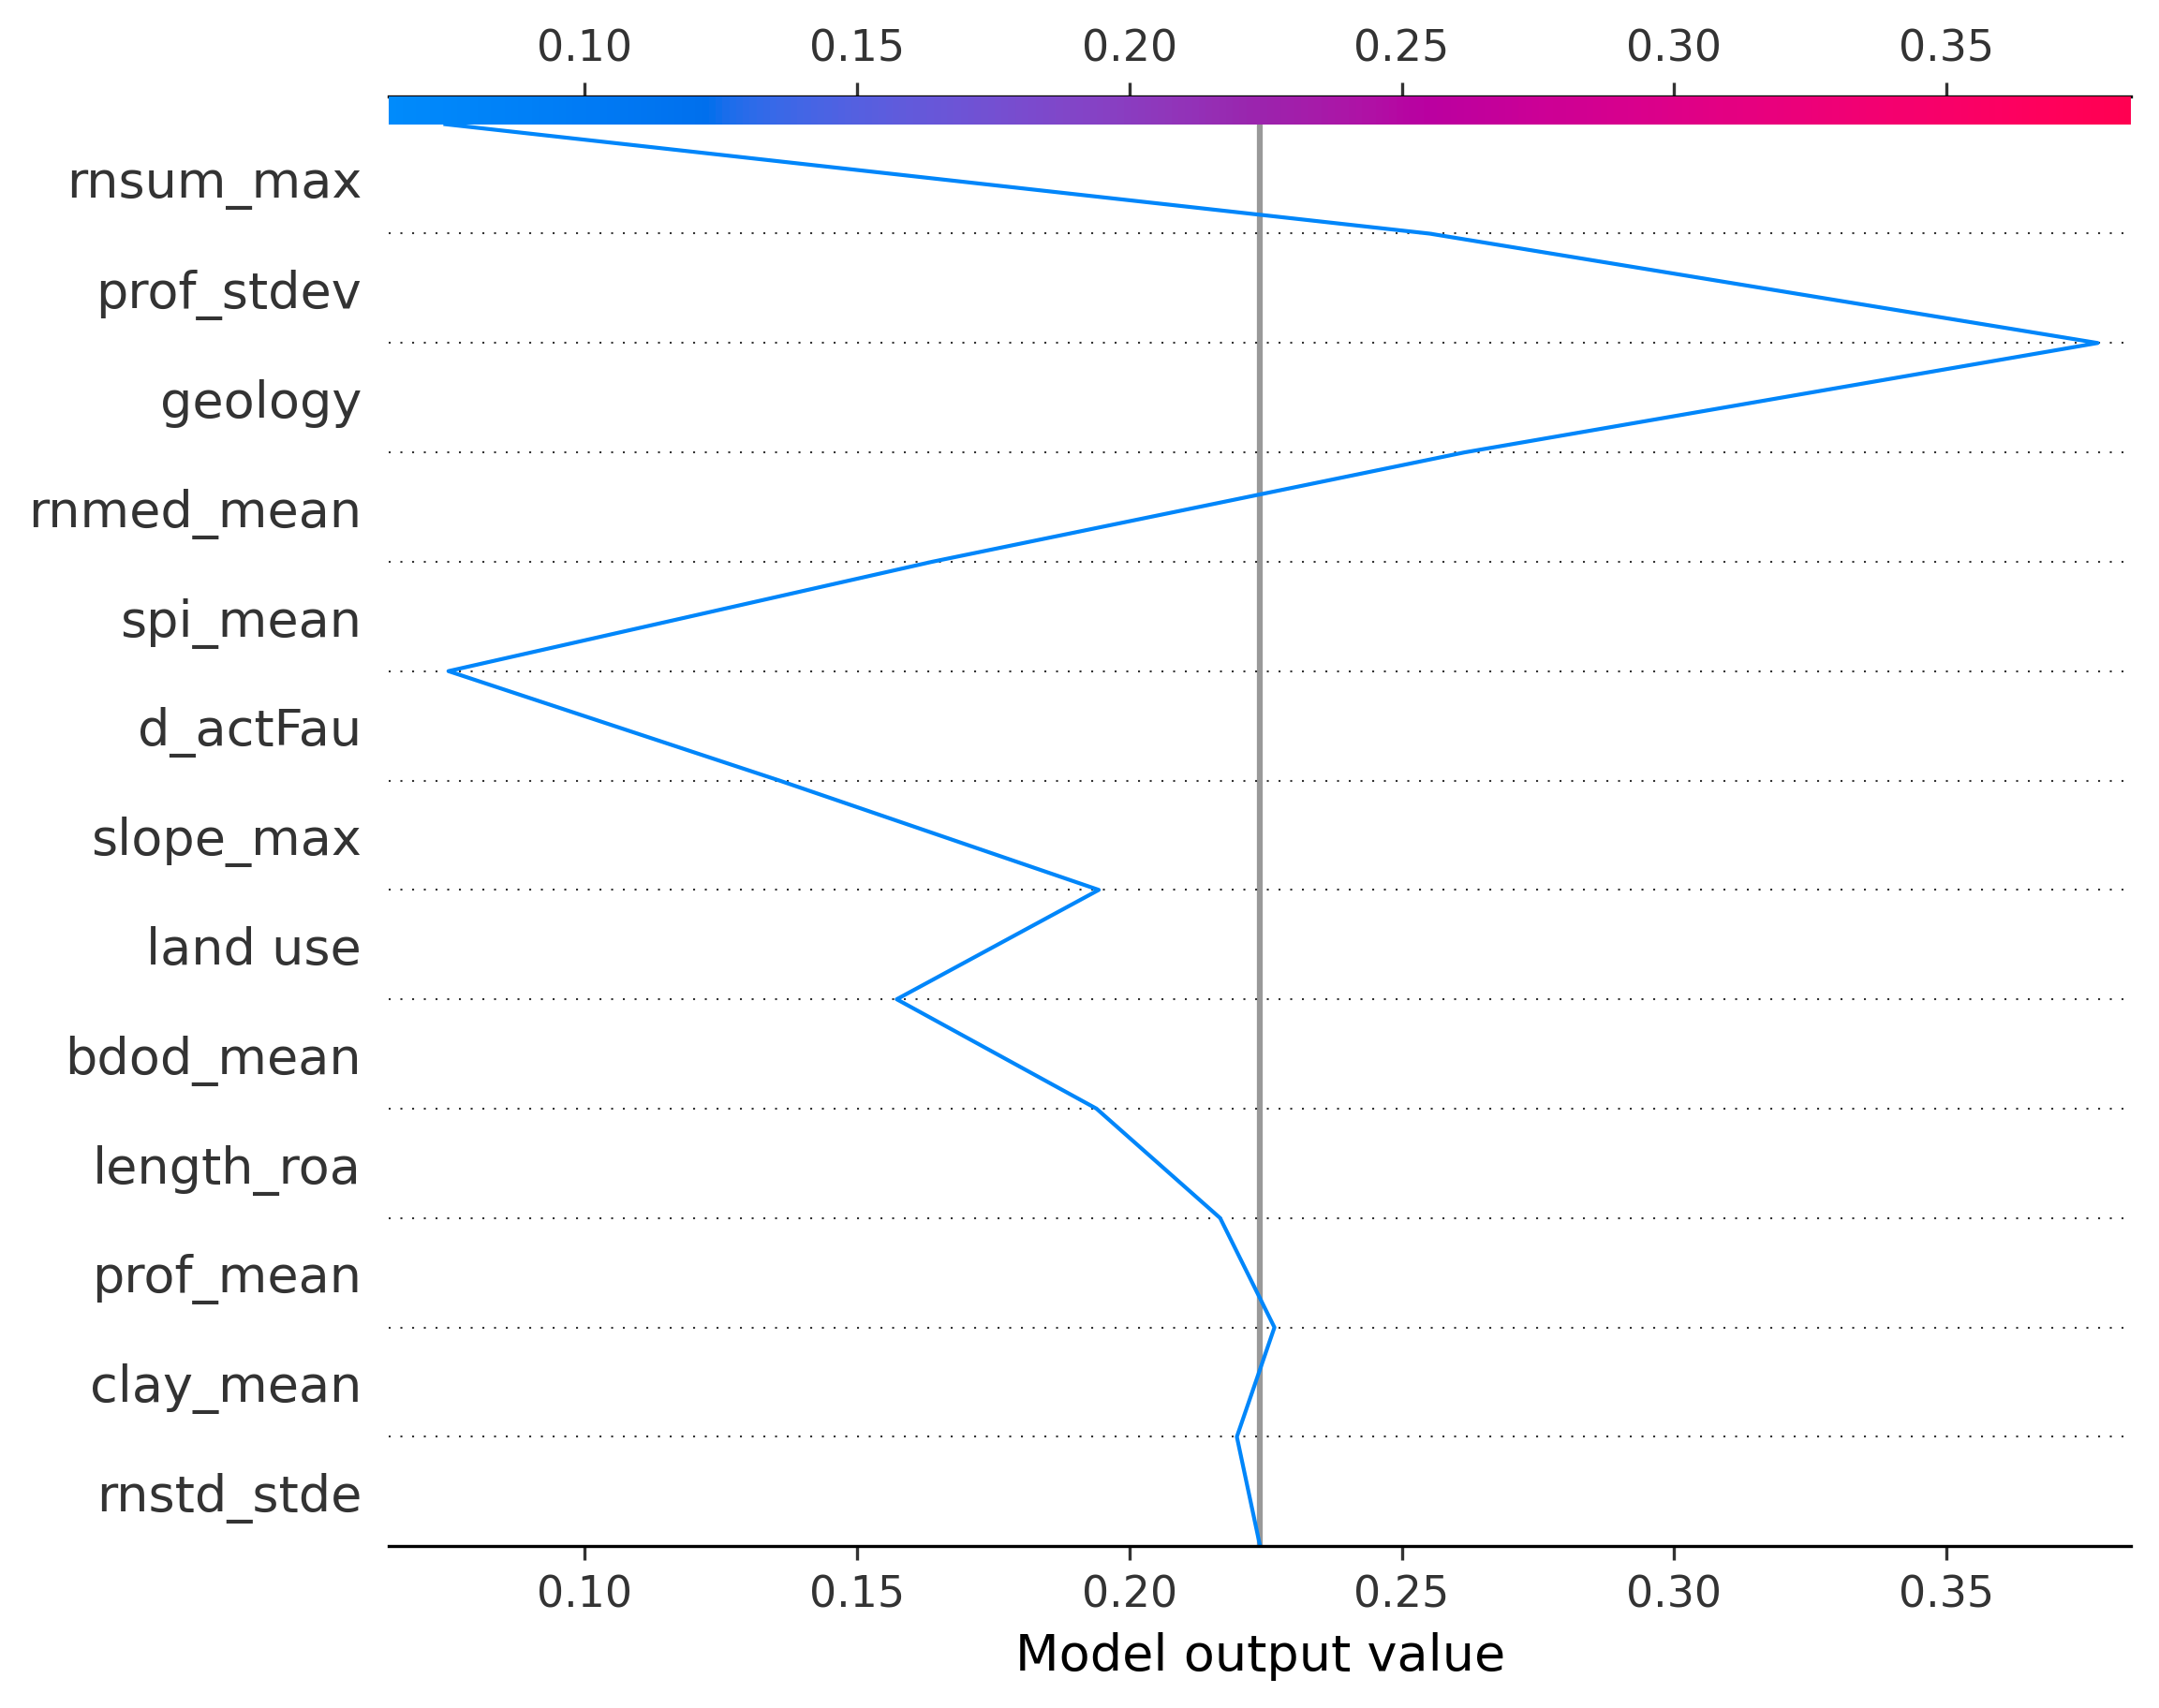 0.10 0.15 0.20 0.25 0.30 0.35
rnsum_max
prof_stdev
geology
rnmed_mean
spi_mean
d_actFau
slope_max
land use
bdod_mean
length_roa
prof_mean
clay_mean
rnstd_stde
0.10 0.15 0.20 0.25 0.30 0.35
Model output value